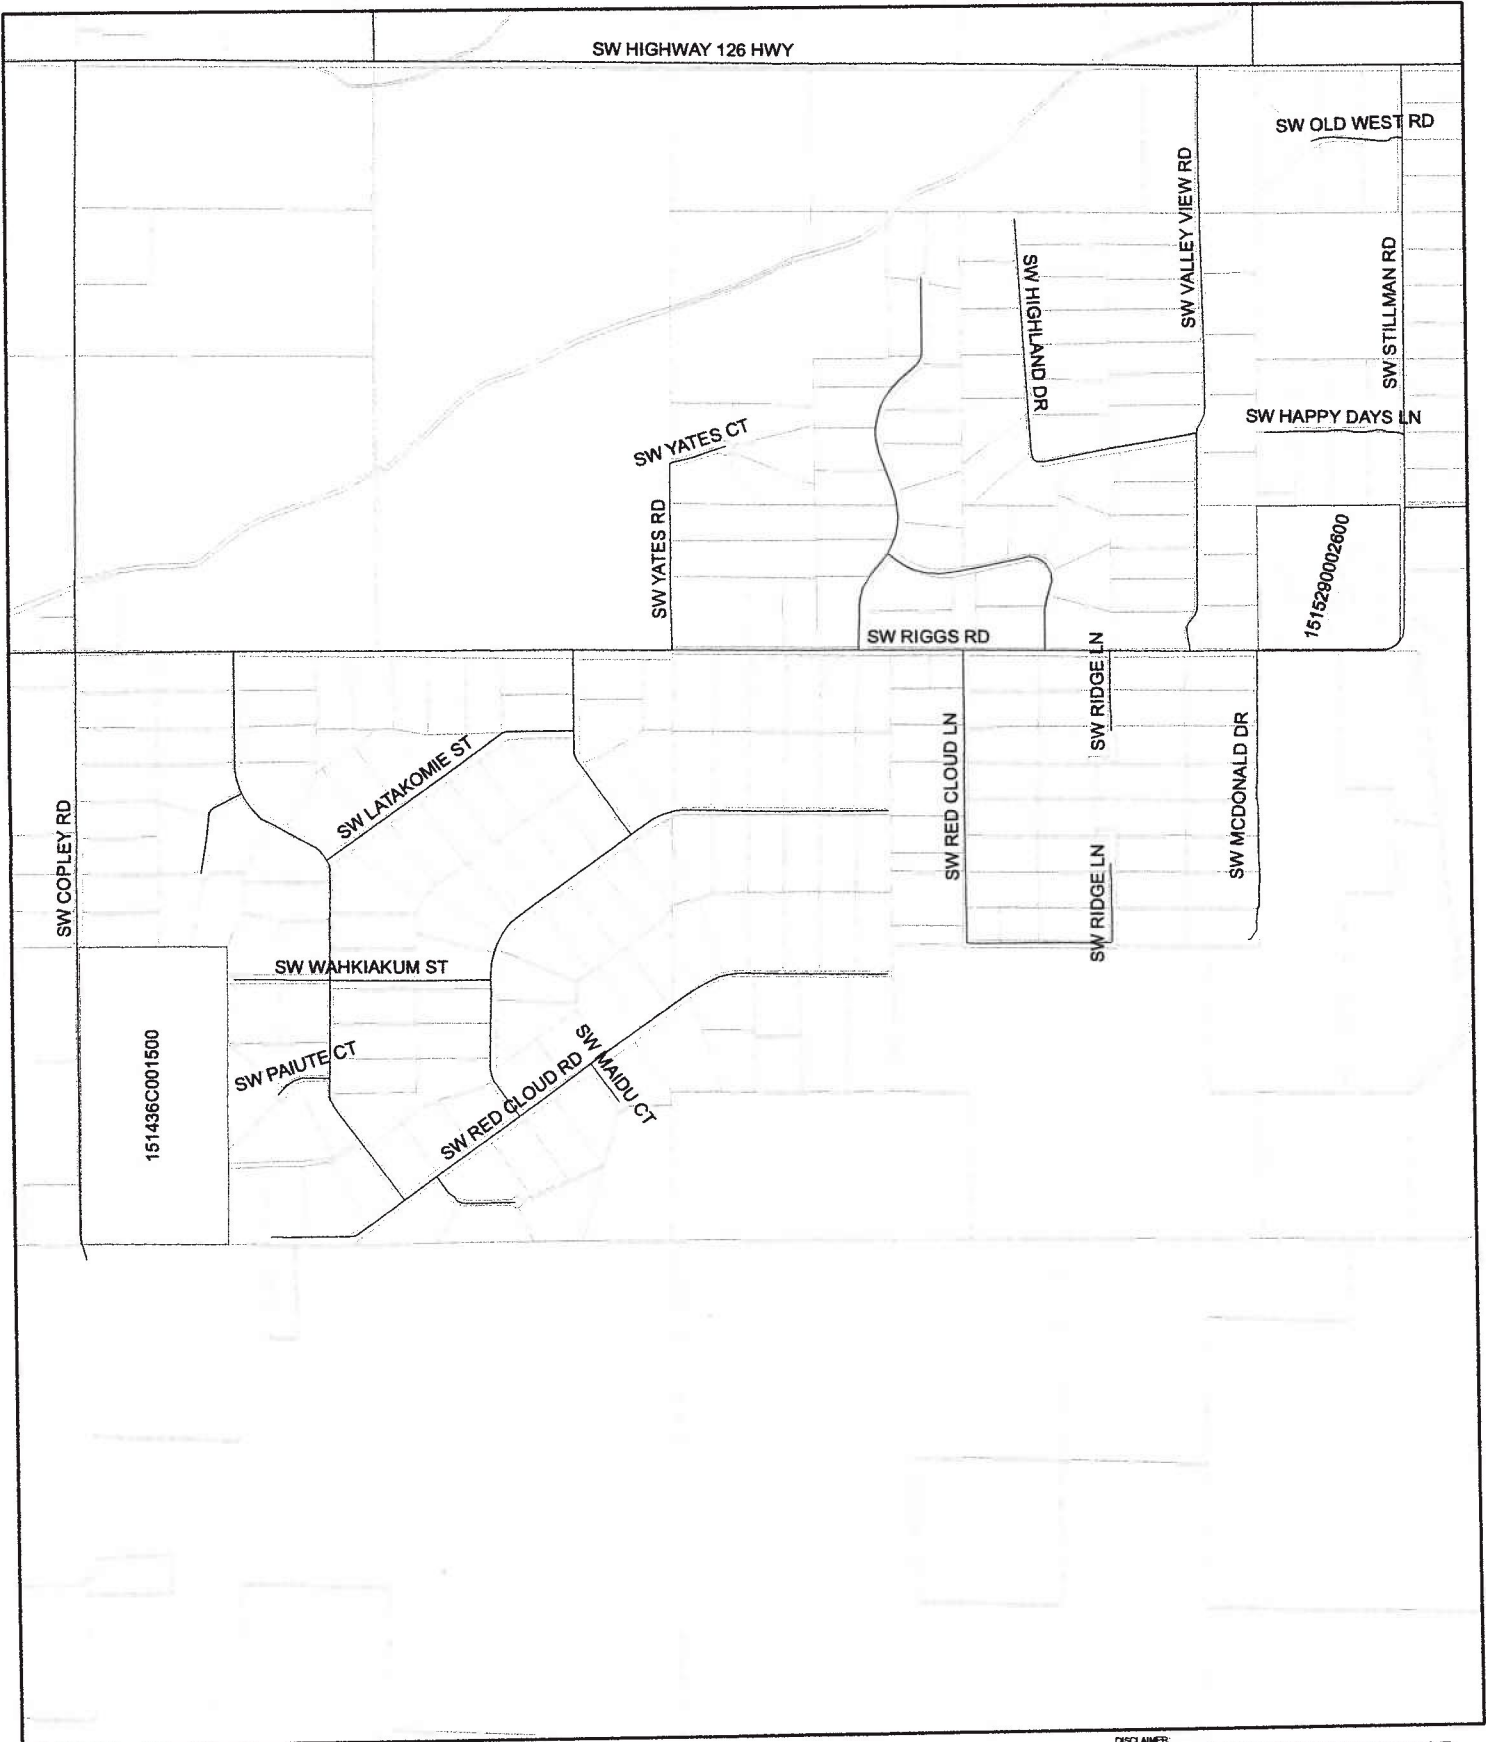 SW HIGHWAY 126 HWY
SW OLD WEST RD
SW VALLEY VIEW RD
SW STILLMAN RD
SW HIGHLAND DR
SW HAPPY DAYS LN
SW YATES CT
SW YATES RD
1515290002600
SW RIGGS RD
SW RIDGE LN
SW RED CLOUD LN
SW MCDONALD DR
SW LATAKOMIE ST
SW COPLEY RD
SW RIDGE LN
SW WAHKIAKUM ST
151436C001500
SW PAIUTE CT
SW RED CLOUD RD
SW MAIDU CT
DISCLAIMER: